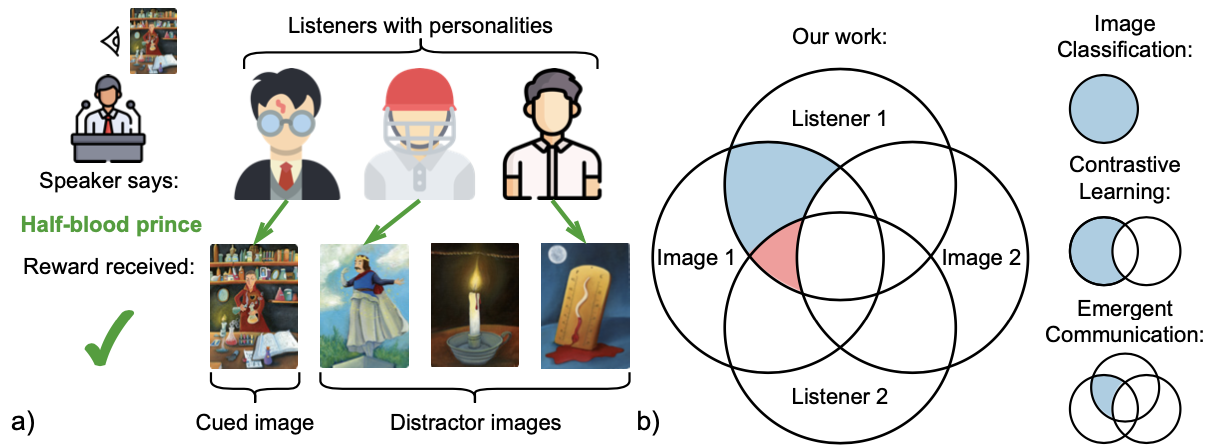 Listeners with personalities
Speaker says:
Half-blood prince
Reward received:
Cued image
Distractor images
a)
Our work:
Listener 1
Image 1
Image 2
Listener 2
b)
Image
Classification:
Contrastive
Learning:
Emergent
Communication: